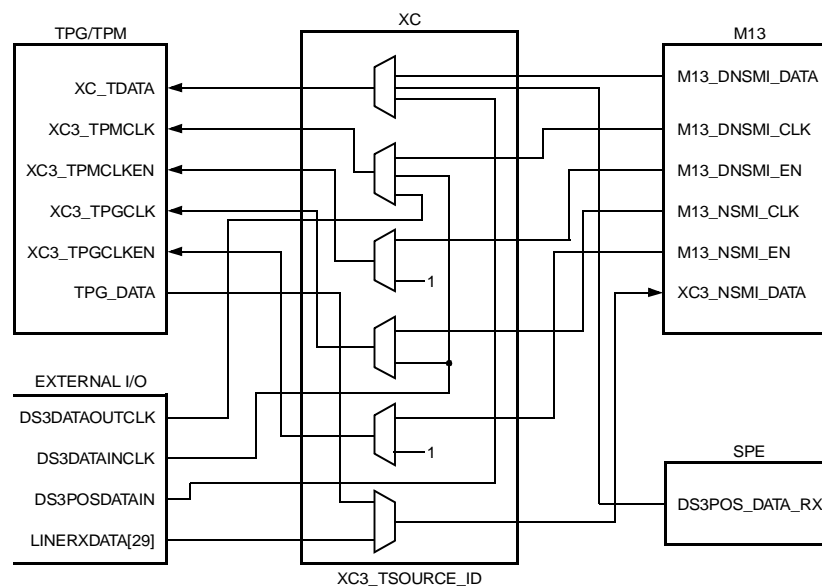 XC
TPG/TPM
M13
XC_TDATA
XC3_TPMCLK
XC3_TPMCLKEN
XC3_TPGCLK
XC3_TPGCLKEN
TPG_DATA
1
1
M13_DNSMI_DATA
M13_DNSMI_CLK
M13_DNSMI_EN
M13_NSMI_CLK
M13_NSMI_EN
XC3_NSMI_DATA
EXTERNAL I/O
DS3DATAOUTCLK
DS3DATAINCLK
DS3POSDATAIN
LINERXDATA[29]
SPE
DS3POS_DATA_RX
XC3_TSOURCE_ID